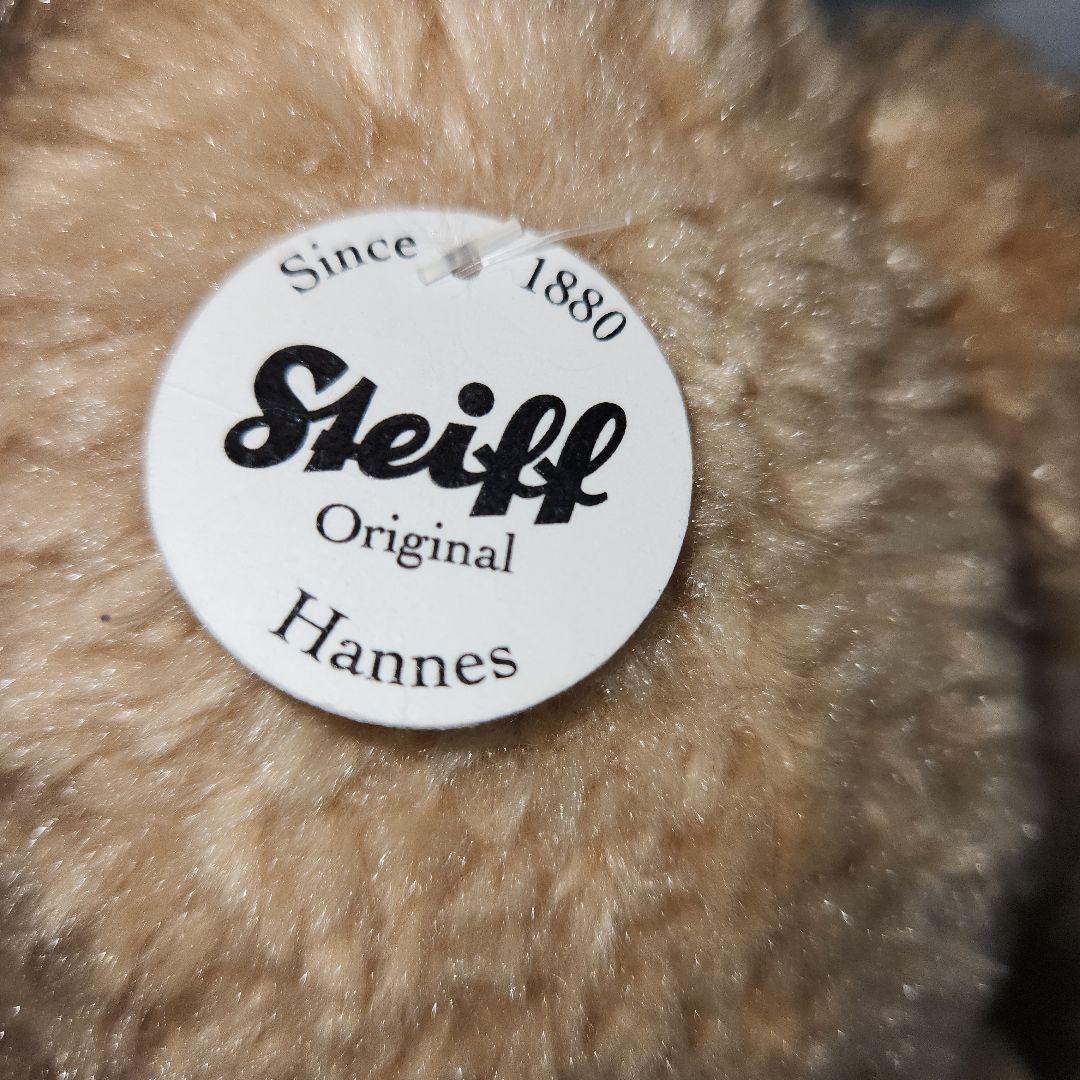 Since 1880
Steiff
Original
Hannes